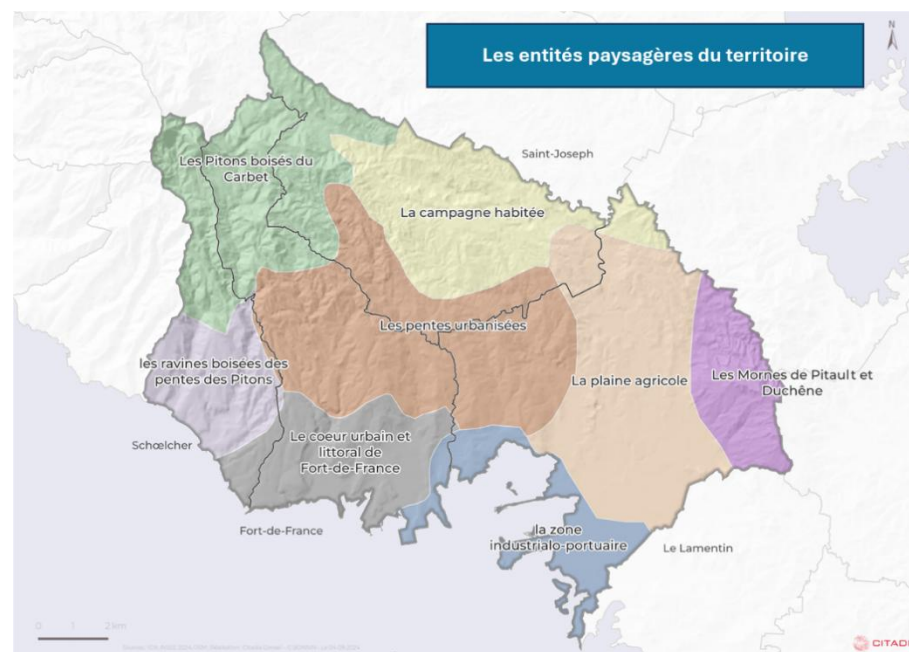 Les entités paysagères du territoire
N
Saint-Joseph
Les Pitons boisés du
Carbet
La campagne habitée
Les pentes urbanisées
les ravines boisées des
pentes des Pitons
La plaine agricole
Les Mornes de Pitault et
Duchêne
Schœlcher
Le coeur urbain et
littoral de
Fort-de-France
Fort-de-France
la zone
industrialo-portuaire
Le Lamentin
0 1 2 km
CITADI